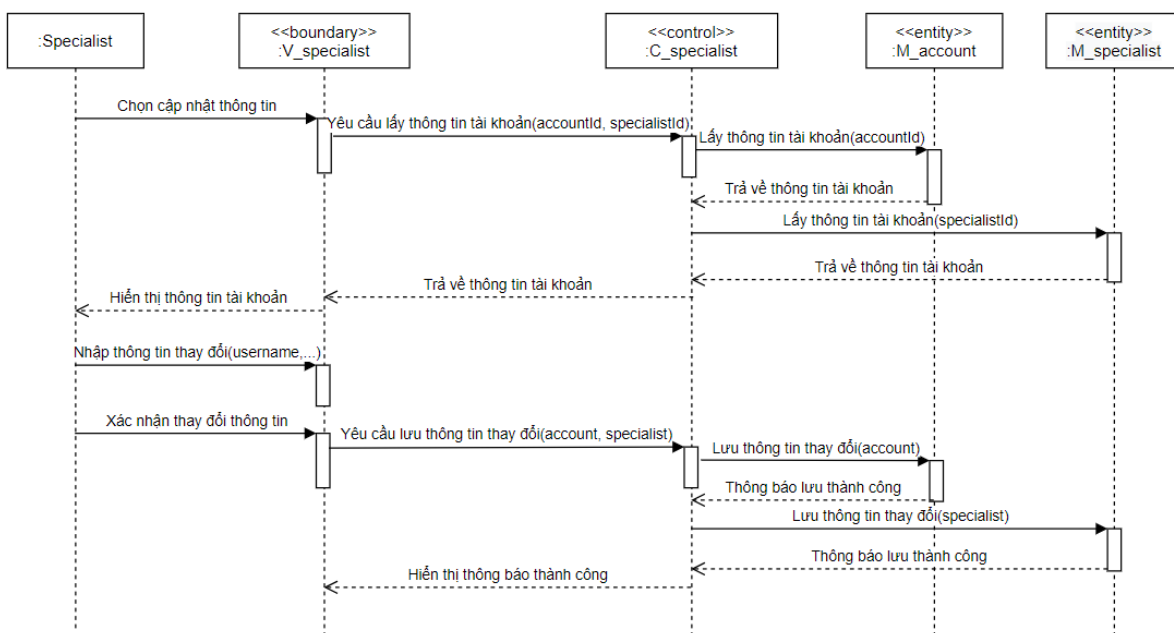 :Specialist
<<boundary>>
:V_specialist
<<control>>
:C_specialist
<<entity>>
:M_account
<<entity>>
:M_specialist
Chọn cập nhật thông tin
Yêu cầu lấy thông tin tài khoản(accountId, specialistId)
Lấy thông tin tài khoản(accountId)
Trả về thông tin tài khoản
Lấy thông tin tài khoản(specialistId)
Trả về thông tin tài khoản
Trả về thông tin tài khoản
Hiển thị thông tin tài khoản
Nhập thông tin thay đổi(username,...)
Xác nhận thay đổi thông tin
Yêu cầu lưu thông tin thay đổi(account, specialist)
Lưu thông tin thay đổi(account)
Thông báo lưu thành công
Lưu thông tin thay đổi(specialist)
Thông báo lưu thành công
Hiển thị thông báo thành công